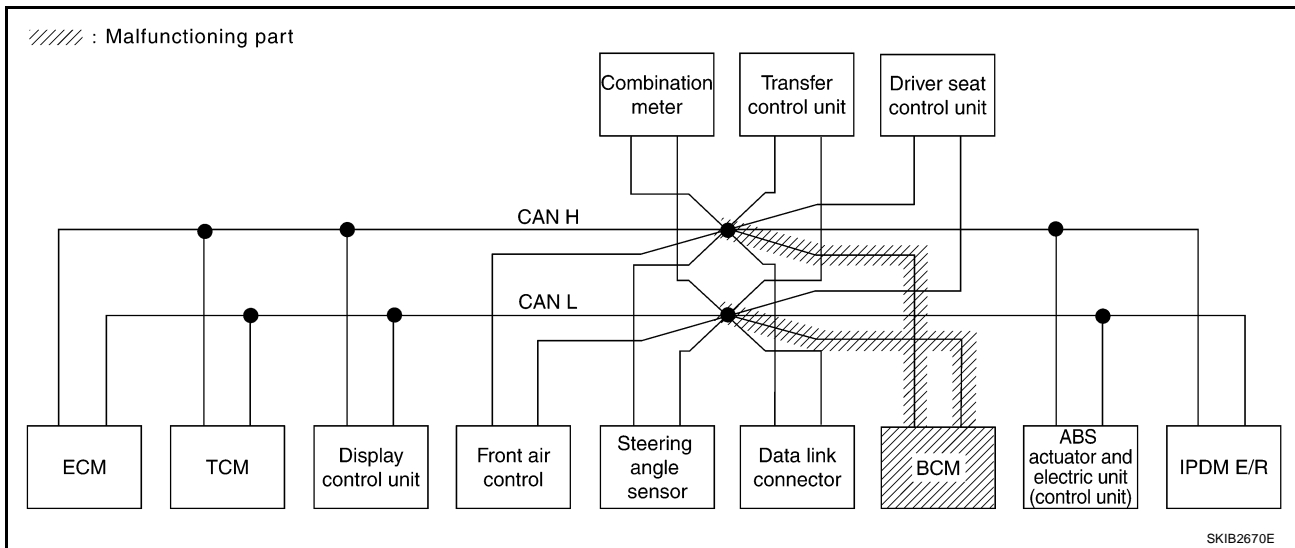 : Malfunctioning part
Combination
meter
Transfer
control unit
Driver seat
control unit
CAN H
CAN L
ECM
TCM
Display
control unit
Front air
control
Steering
angle
sensor
Data link
connector
BCM
ABS
actuator and
electric unit
(control unit)
IPDM E/R
SKIB2670E